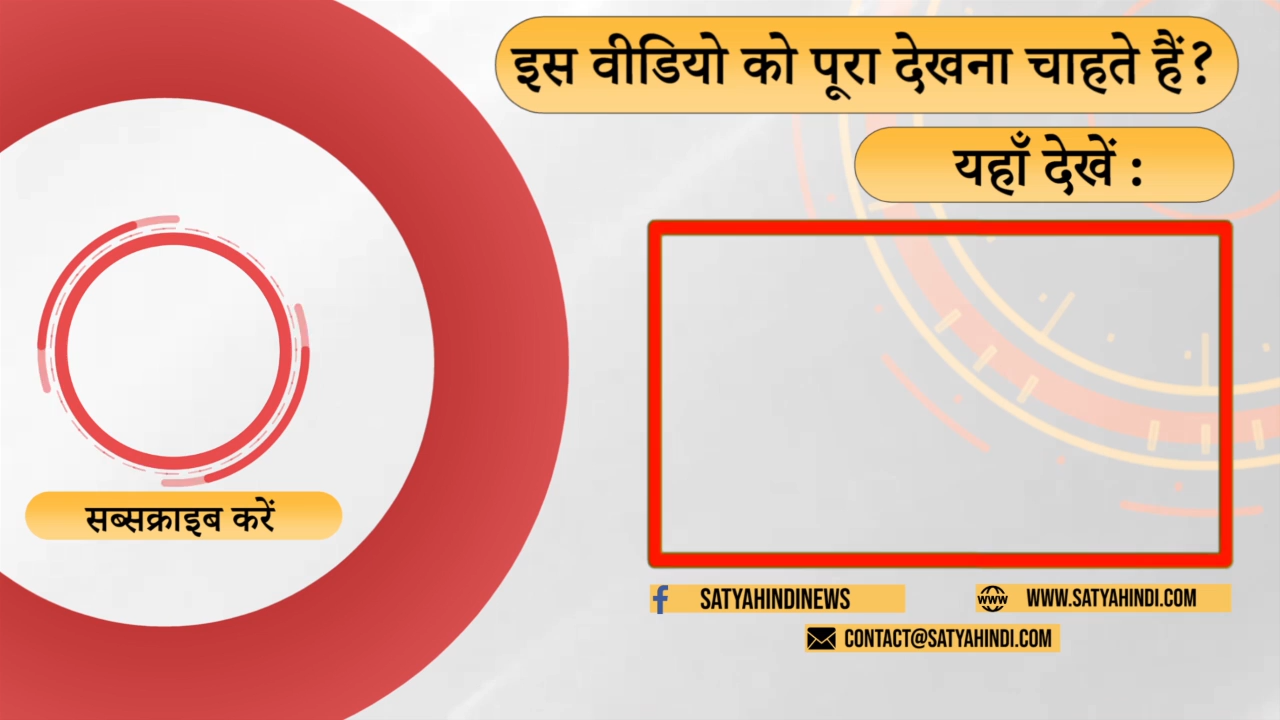 इस वीडियो को पूरा देखना चाहते हैं?
यहाँ देखें :
सब्सक्राइब करें
SATYAHINDINEWS
WWW.SATYAHINDI.COM
CONTACT@SATYAHINDI.COM